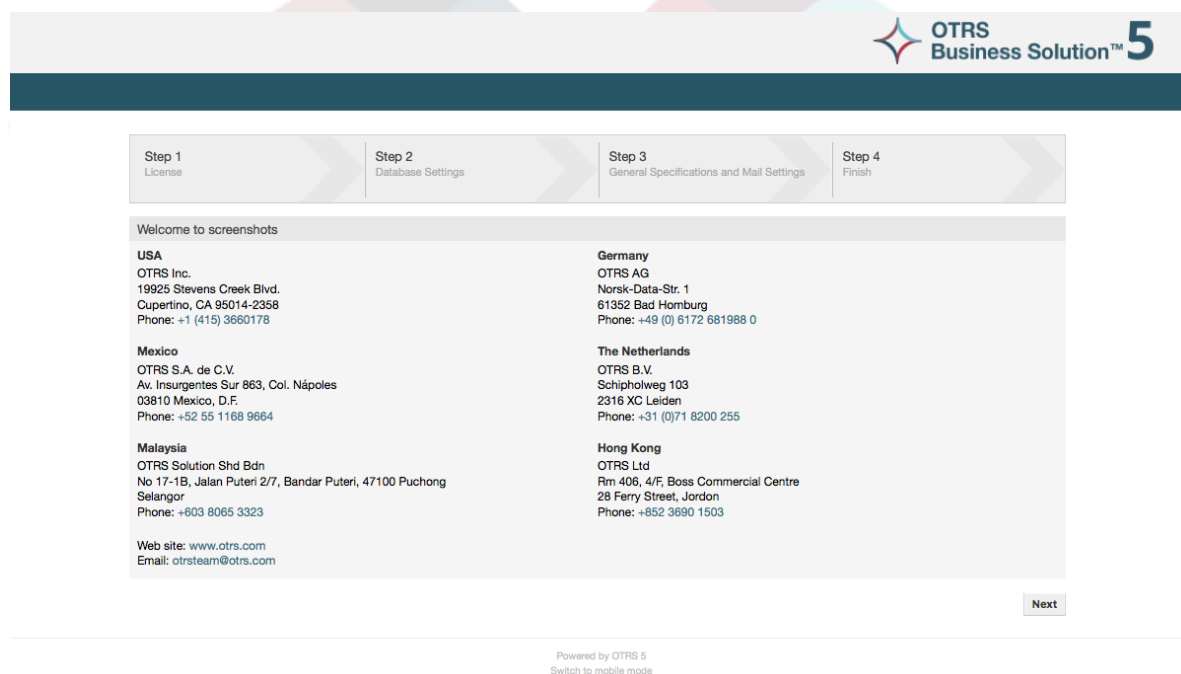 OTRS
Business Solution™ 5
Step 1
License
Step 2
Database Settings
Step 3
General Specifications and Mail Settings
Step 4
Finish
Welcome to screenshots
USA
OTRS Inc.
19925 Stevens Creek Blvd.
Cupertino, CA 95014-2358
Phone: +1 (415) 3660178
Germany
OTRS AG
Norsk-Data-Str. 1
61352 Bad Homburg
Phone: +49 (0) 6172 681988 0
Mexico
OTRS S.A. de C.V.
Av. Insurgentes Sur 863, Col. Nápoles
03810 Mexico, D.F.
Phone: +52 55 1168 9664
The Netherlands
OTRS B.V.
Schipholweg 103
2316 XC Leiden
Phone: +31 (0)71 8200 255
Malaysia
OTRS Solution Shd Bdn
No 17-1B, Jalan Puteri 2/7, Bandar Puteri, 47100 Puchong
Selangor
Phone: +603 8065 3323
Hong Kong
OTRS Ltd
Rm 406, 4/F, Boss Commercial Centre
28 Ferry Street, Jordon
Phone: +852 3690 1503
Web site: www.otrs.com
Email: otrsteam@otrs.com
Next
Powered by OTRS 5
Switch to mobile mode